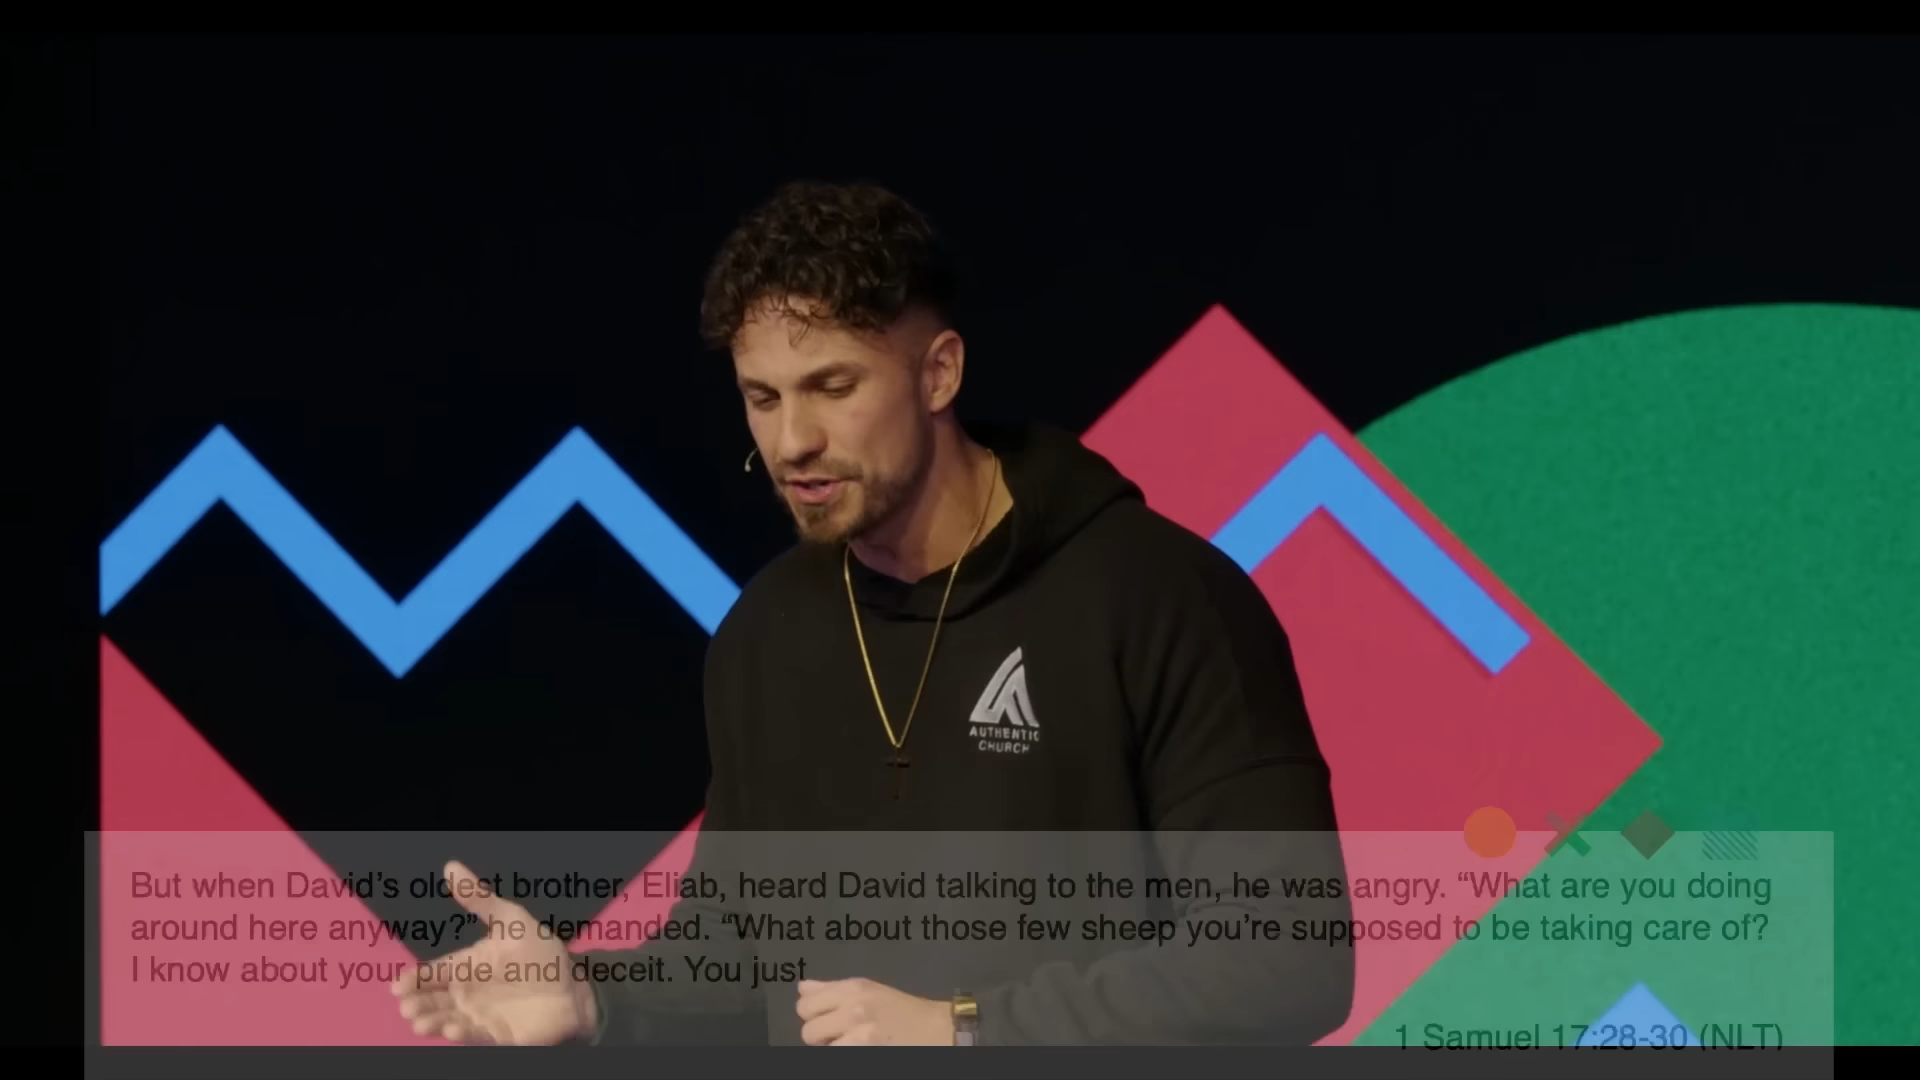 AUTHENTIC
CHURCH
But when David’s oldest brother, Eliab, heard David talking to the men, he was angry. “What are you doing
around here anyway?” he demanded. “What about those few sheep you’re supposed to be taking care of?
I know about your pride and deceit. You just
1 Samuel 17:28-30 (NLT)